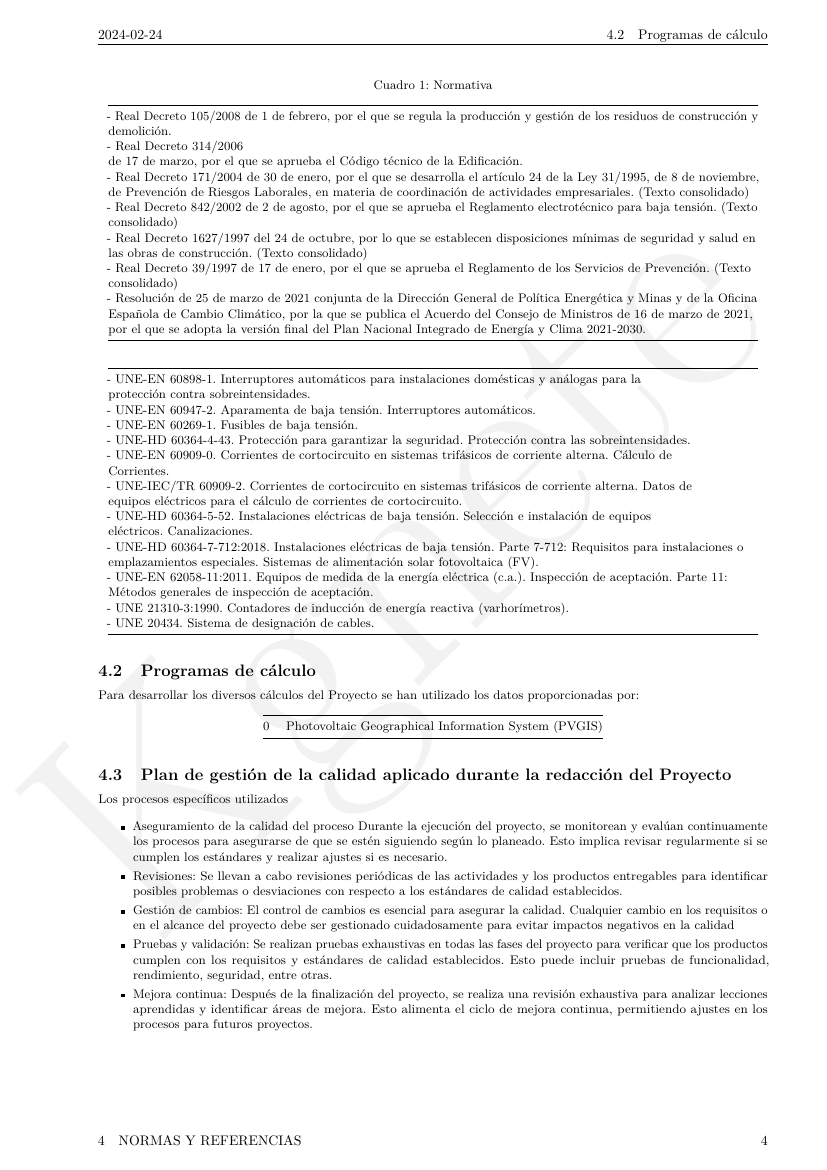 2024-02-24 4.2 Programas de cálculo
Cuadro 1: Normativa
- Real Decreto 105/2008 de 1 de febrero, por el que se regula la producción y gestión de los residuos de construcción y
demolición.
- Real Decreto 314/2006
de 17 de marzo, por el que se aprueba el Código técnico de la Edificación.
- Real Decreto 171/2004 de 30 de enero, por el que se desarrolla el artículo 24 de la Ley 31/1995, de 8 de noviembre,
de Prevención de Riesgos Laborales, en materia de coordinación de actividades empresariales. (Texto consolidado)
- Real Decreto 842/2002 de 2 de agosto, por el que se aprueba el Reglamento electrotécnico para baja tensión. (Texto
consolidado)
- Real Decreto 1627/1997 del 24 de octubre, por lo que se establecen disposiciones mínimas de seguridad y salud en
las obras de construcción. (Texto consolidado)
- Real Decreto 39/1997 de 17 de enero, por el que se aprueba el Reglamento de los Servicios de Prevención. (Texto
consolidado)
- Resolución de 25 de marzo de 2021 conjunta de la Dirección General de Política Energética y Minas y de la Oficina
Española de Cambio Climático, por la que se publica el Acuerdo del Consejo de Ministros de 16 de marzo de 2021,
por el que se adopta la versión final del Plan Nacional Integrado de Energía y Clima 2021-2030.
- UNE-EN 60898-1. Interruptores automáticos para instalaciones domésticas y análogas para la
protección contra sobreintensidades.
- UNE-EN 60947-2. Aparamenta de baja tensión. Interruptores automáticos.
- UNE-EN 60269-1. Fusibles de baja tensión.
- UNE-HD 60364-4-43. Protección para garantizar la seguridad. Protección contra las sobreintensidades.
- UNE-EN 60909-0. Corrientes de cortocircuito en sistemas trifásicos de corriente alterna. Cálculo de
Corrientes.
- UNE-IEC/TR 60909-2. Corrientes de cortocircuito en sistemas trifásicos de corriente alterna. Datos de
equipos eléctricos para el cálculo de corrientes de cortocircuito.
- UNE-HD 60364-5-52. Instalaciones eléctricas de baja tensión. Selección e instalación de equipos
eléctricos. Canalizaciones.
- UNE-HD 60364-7-712:2018. Instalaciones eléctricas de baja tensión. Parte 7-712: Requisitos para instalaciones o
emplazamientos especiales. Sistemas de alimentación solar fotovoltaica (FV).
- UNE-EN 62058-11:2011. Equipos de medida de la energía eléctrica (c.a.). Inspección de aceptación. Parte 11:
Métodos generales de inspección de aceptación.
- UNE 21310-3:1990. Contadores de inducción de energía reactiva (varhorímetros).
- UNE 20434. Sistema de designación de cables.
4.2 Programas de cálculo
Para desarrollar los diversos cálculos del Proyecto se han utilizado los datos proporcionadas por:
0 Photovoltaic Geographical Information System (PVGIS)
4.3 Plan de gestión de la calidad aplicado durante la redacción del Proyecto
Los procesos específicos utilizados
▪ Aseguramiento de la calidad del proceso Durante la ejecución del proyecto, se monitorean y evalúan continuamente
los procesos para asegurarse de que se estén siguiendo según lo planeado. Esto implica revisar regularmente si se
cumplen los estándares y realizar ajustes si es necesario.
▪ Revisiones: Se llevan a cabo revisiones periódicas de las actividades y los productos entregables para identificar
posibles problemas o desviaciones con respecto a los estándares de calidad establecidos.
▪ Gestión de cambios: El control de cambios es esencial para asegurar la calidad. Cualquier cambio en los requisitos o
en el alcance del proyecto debe ser gestionado cuidadosamente para evitar impactos negativos en la calidad
▪ Pruebas y validación: Se realizan pruebas exhaustivas en todas las fases del proyecto para verificar que los productos
cumplen con los requisitos y estándares de calidad establecidos. Esto puede incluir pruebas de funcionalidad,
rendimiento, seguridad, entre otras.
▪ Mejora continua: Después de la finalización del proyecto, se realiza una revisión exhaustiva para analizar lecciones
aprendidas y identificar áreas de mejora. Esto alimenta el ciclo de mejora continua, permitiendo ajustes en los
procesos para futuros proyectos.
4 NORMAS Y REFERENCIAS 4